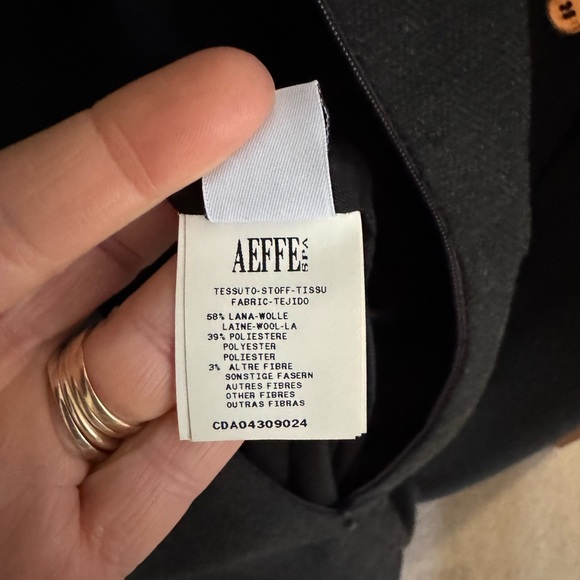 AEFFE SPA
TESSUTO-STOFF-TISSU
FABRIC-TEJIDO
58% LANA-WOLLE
LAINE-WOOL-LA
39% POLIESTERE
POLYESTER
POLIESTER
3% ALTRE FIBRE
SONSTIGE FASERN
AUTRES FIBRES
OTHER FIBRES
OUTRAS FIBRAS
CDA04309024